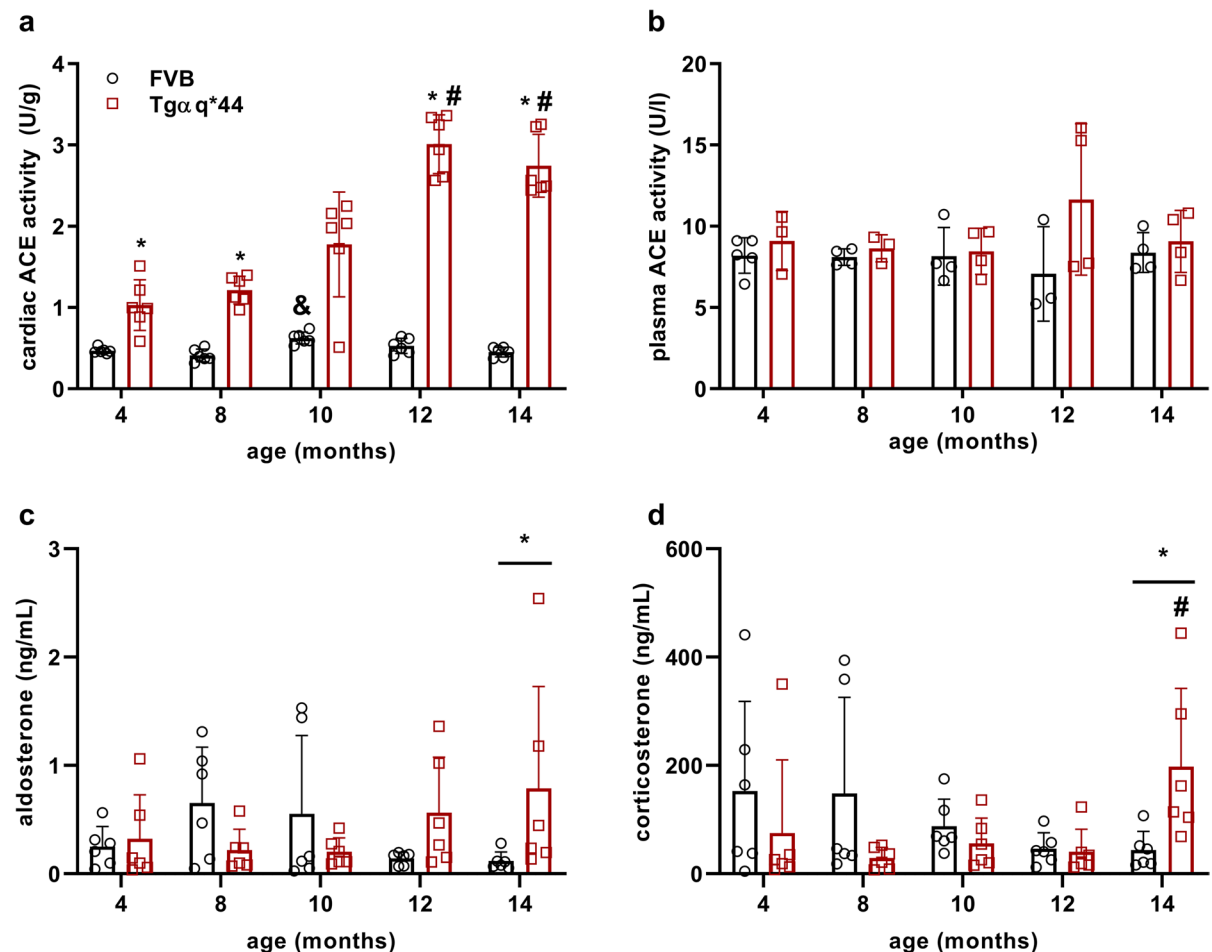 a
cardiac ACE activity (U/g)
4
3
2
1
0
FVB
Tgα q*44
*
*
&
* #
* #
4 8 10 12 14
age (months)
b
plasma ACE activity (U/l)
20
15
10
5
0
4 8 10 12 14
age (months)
c
aldosterone (ng/mL)
3
2
1
0
*
4 8 10 12 14
age (months)
d
corticosterone (ng/mL)
600
400
200
0
*
#
4 8 10 12 14
age (months)